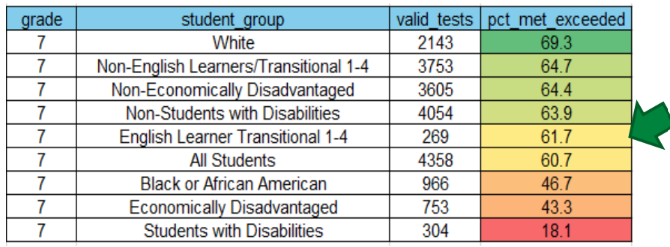 grade student_group valid_tests pct_met_exceeded
7 White 2143 69.3
7 Non-English Learners/Transitional 1-4 3753 64.7
7 Non-Economically Disadvantaged 3605 64.4
7 Non-Students with Disabilities 4054 63.9
7 English Learner Transitional 1-4 269 61.7
7 All Students 4358 60.7
7 Black or African American 966 46.7
7 Economically Disadvantaged 753 43.3
7 Students with Disabilities 304 18.1